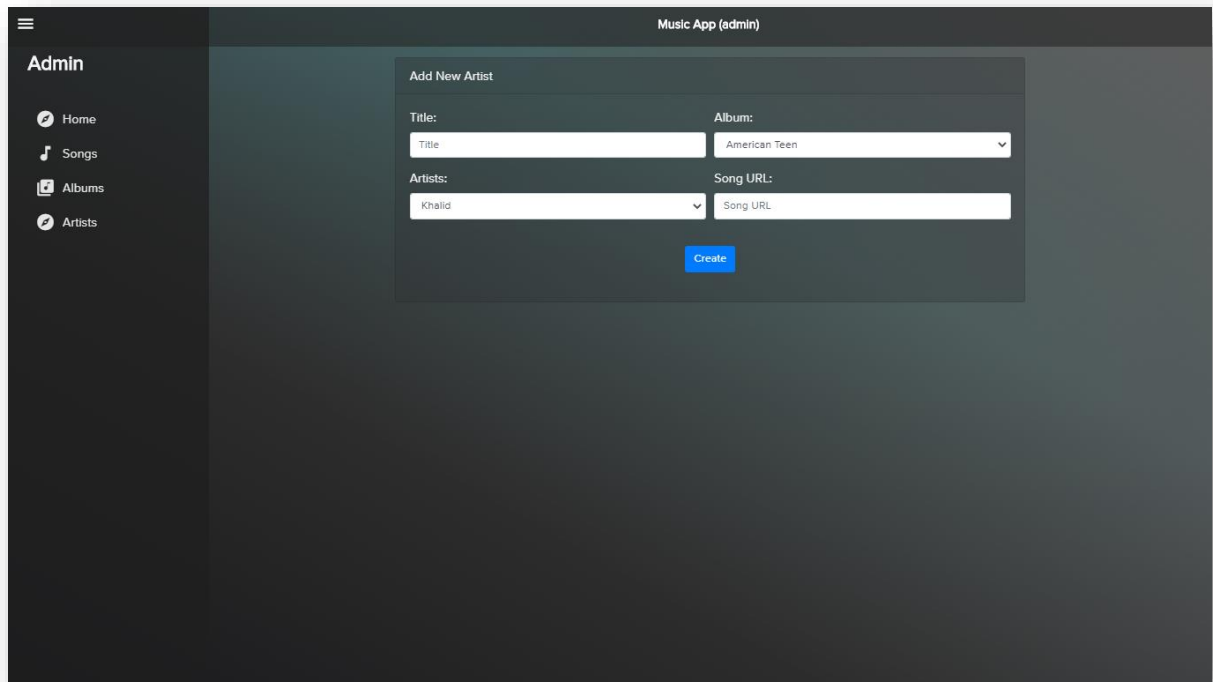 Music App (admin)
Admin
Home
Songs
Albums
Artists
Add New Artist
Title:
Album:
Title
American Teen
Artists:
Song URL:
Khalid
Song URL
Create